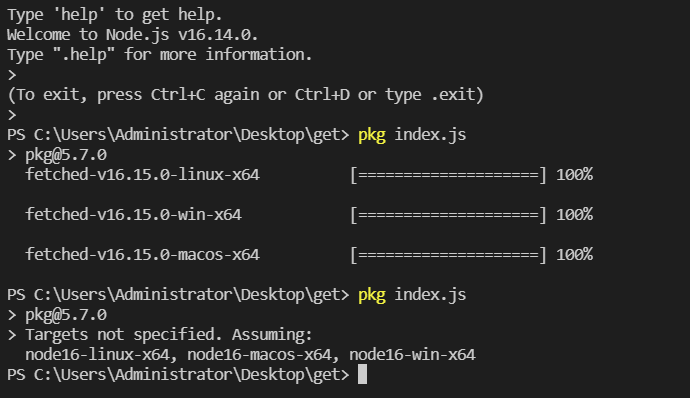 Type 'help' to get help.
Welcome to Node.js v16.14.0.
Type ".help" for more information.
>
(To exit, press Ctrl+C again or Ctrl+D or type .exit)
>
PS C:\Users\Administrator\Desktop\get> pkg index.js
> pkg@5.7.0
  fetched-v16.15.0-linux-x64          [====================] 100%
  fetched-v16.15.0-win-x64            [====================] 100%
  fetched-v16.15.0-macos-x64          [====================] 100%
PS C:\Users\Administrator\Desktop\get> pkg index.js
> pkg@5.7.0
> Targets not specified. Assuming:
  node16-linux-x64, node16-macos-x64, node16-win-x64
PS C:\Users\Administrator\Desktop\get>